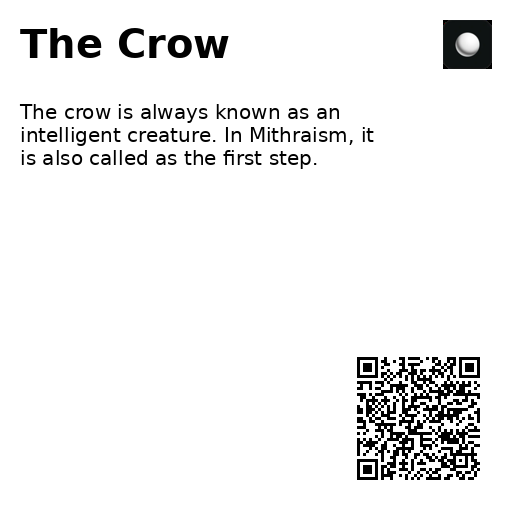 The Crow
The crow is always known as an
intelligent creature. In Mithraism, it
is also called as the first step.